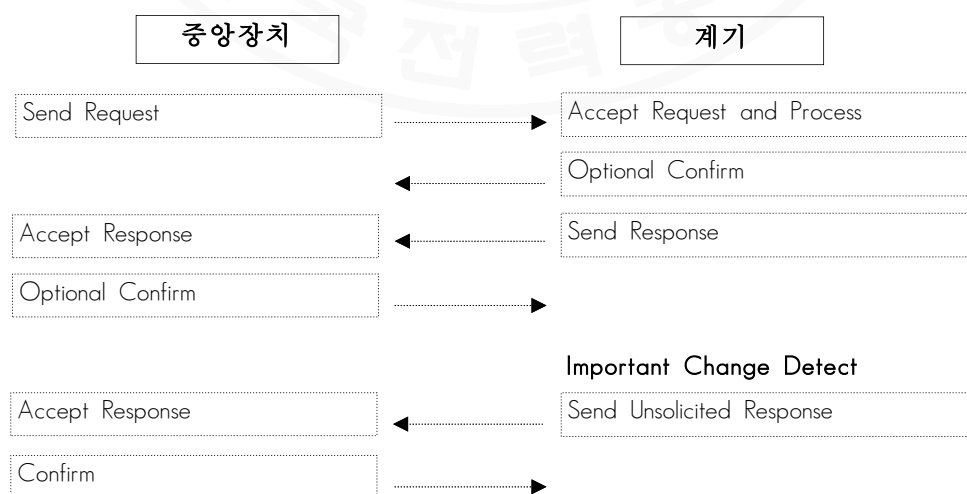 중앙장치 계기
Send Request Accept Request and Process
Optional Confirm
Accept Response Send Response
Optional Confirm
Important Change Detect
Accept Response Send Unsolicited Response
Confirm